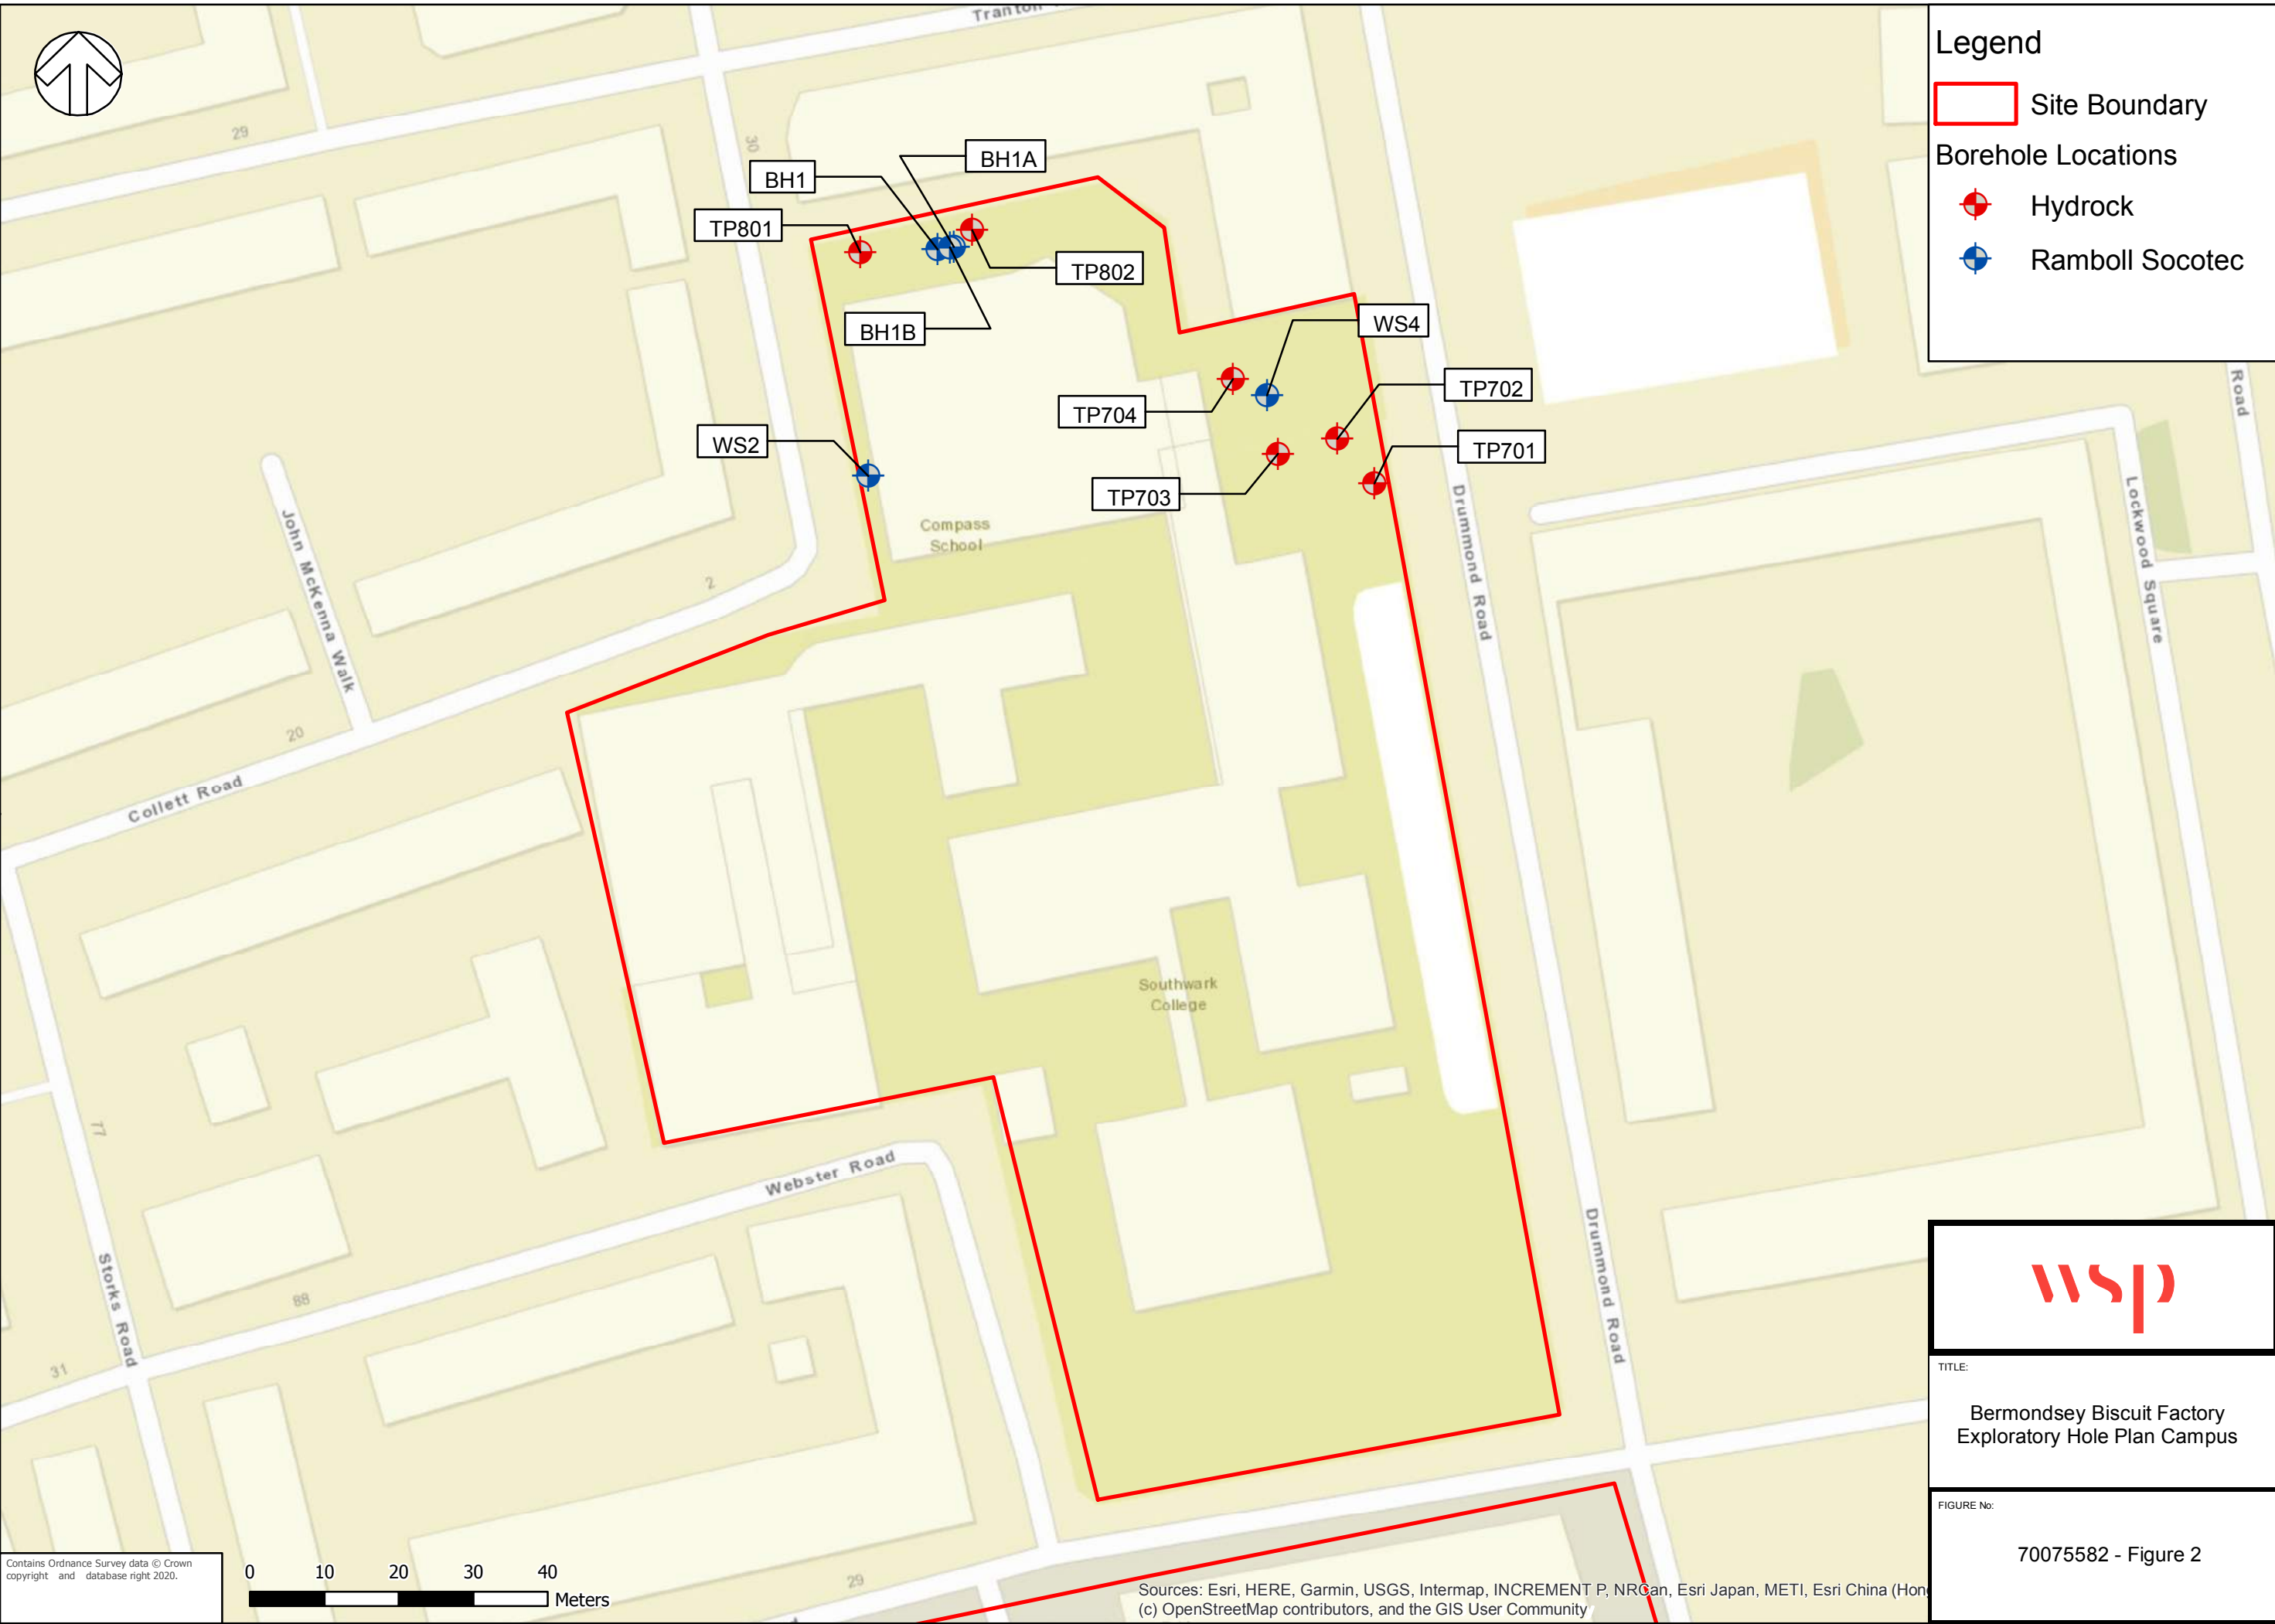 Tranton
29
30
BH1A
BH1
TP801
TP802
BH1B
WS4
TP702
TP704
TP701
WS2
TP703
Compass
School
John McKenna Walk
2
20
Collett Road
Drummond Road
Lockwood Square
Road
Southwark
College
77
Webster Road
Storks Road
88
31
Drummond Road
29
Legend
Site Boundary
Borehole Locations
Hydrock
Ramboll Socotec
wsp
TITLE:
Bermondsey Biscuit Factory
Exploratory Hole Plan Campus
FIGURE No:
70075582 - Figure 2
Contains Ordnance Survey data © Crown
copyright and database right 2020.
0 10 20 30 40
Meters
Sources: Esri, HERE, Garmin, USGS, Intermap, INCREMENT P, NRCan, Esri Japan, METI, Esri China (Hon
(c) OpenStreetMap contributors, and the GIS User Community